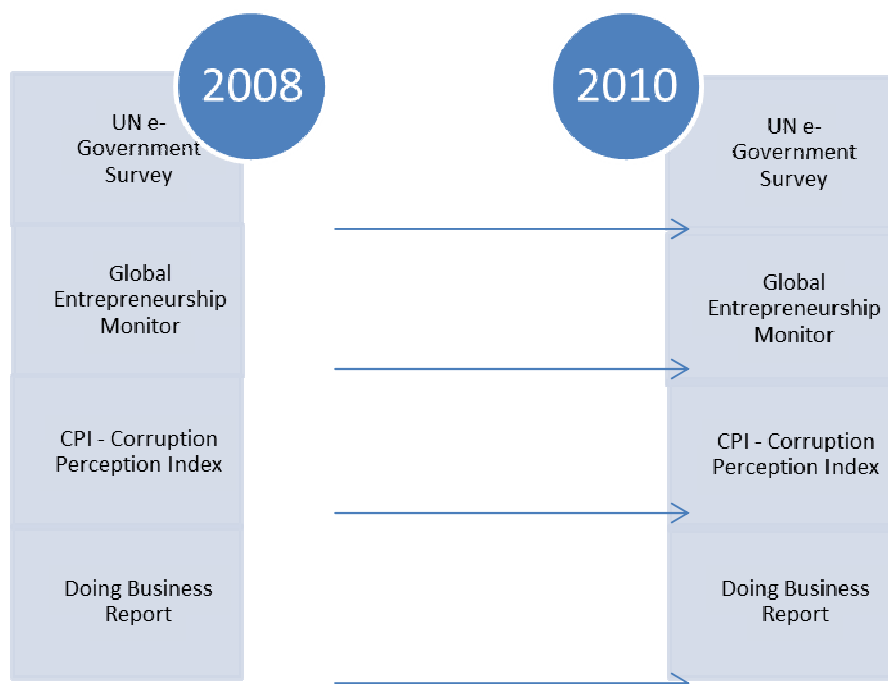 2008
UN e-
Government
Survey
Global
Entrepreneurship
Monitor
CPI - Corruption
Perception Index
Doing Business
Report
2010
UN e-
Government
Survey
Global
Entrepreneurship
Monitor
CPI - Corruption
Perception Index
Doing Business
Report